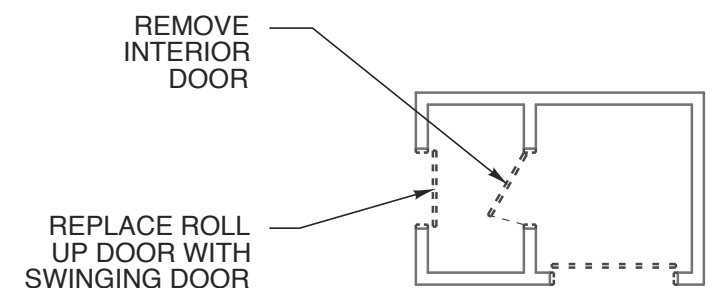 REMOVE
INTERIOR
DOOR
REPLACE ROLL
UP DOOR WITH
SWINGING DOOR